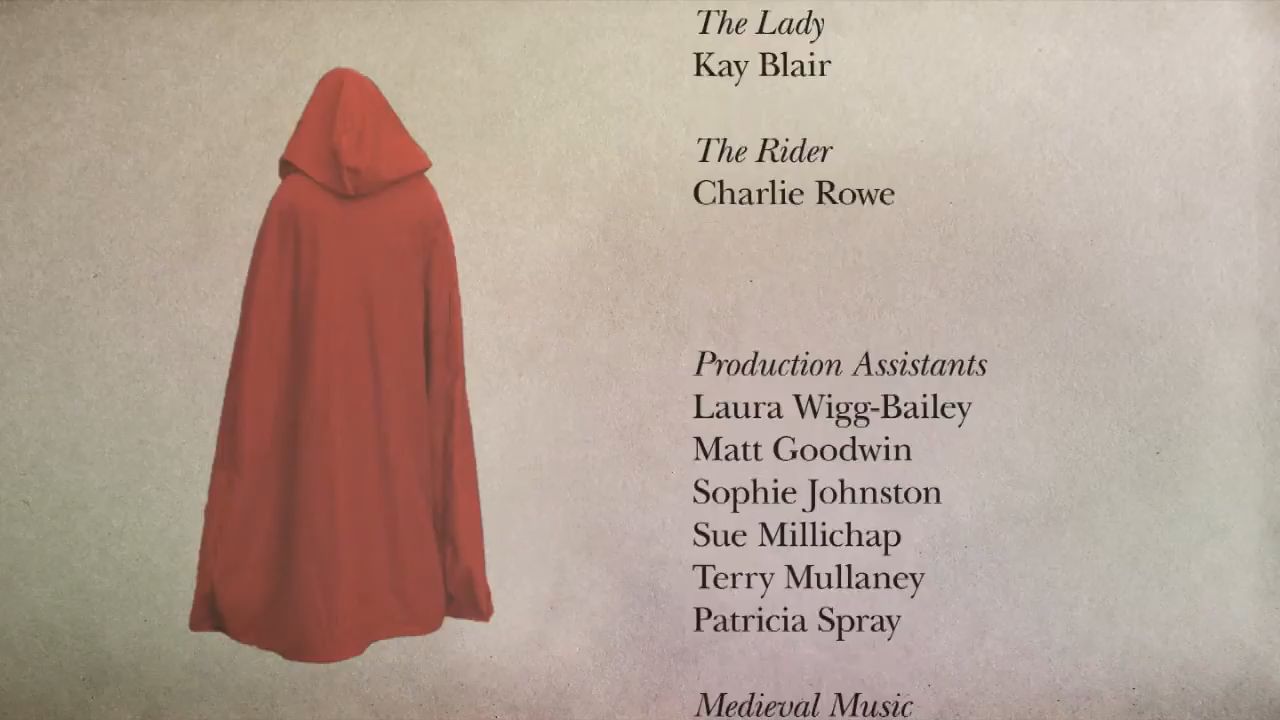 The Lady
Kay Blair
The Rider
Charlie Rowe
Production Assistants
Laura Wigg-Bailey
Matt Goodwin
Sophie Johnston
Sue Millichap
Terry Mullaney
Patricia Spray
Medieval Music